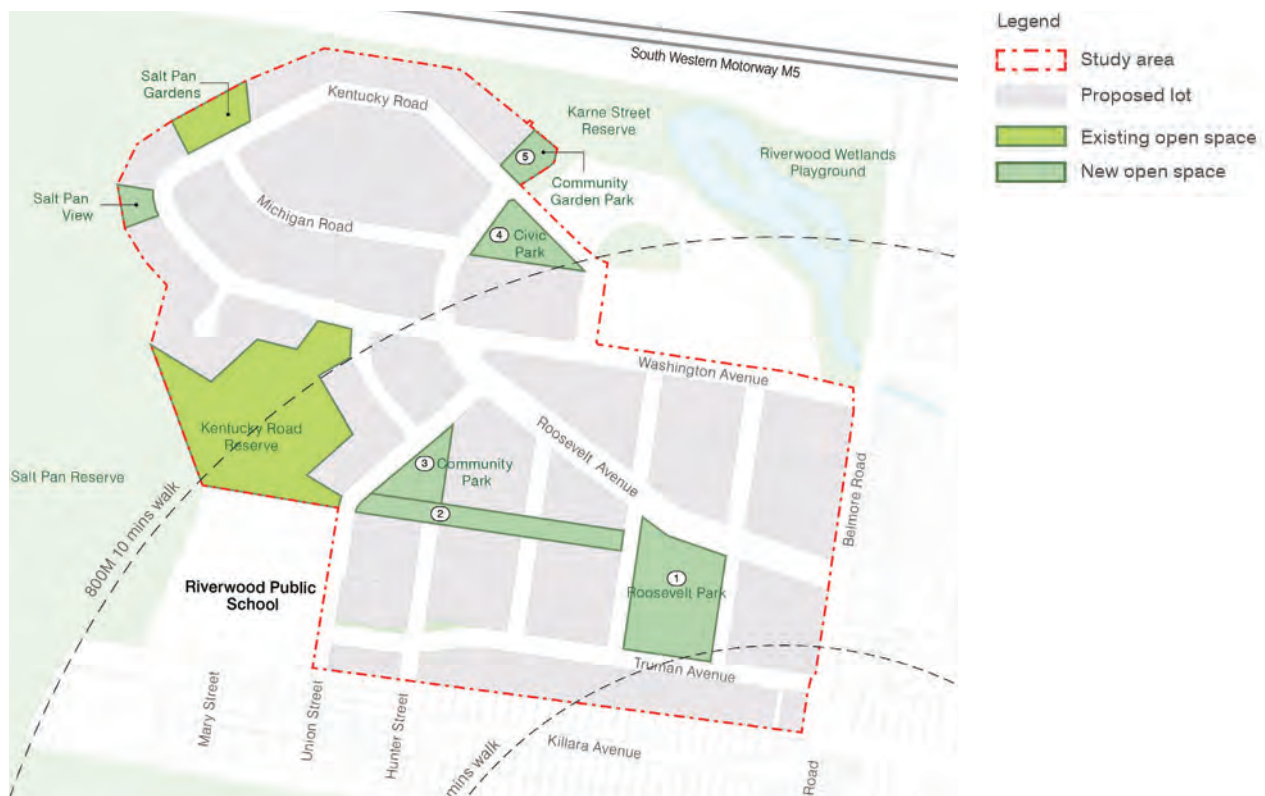 Legend
Study area
Proposed lot
Existing open space
New open space
South Western Motorway M5
Salt Pan
Gardens
Kentucky Road
Karne Street
Reserve
Riverwood Wetlands
Playground
5
Community
Garden Park
Salt Pan
View
Michigan Road
4 Civic
Park
Washington Avenue
Kentucky Road
Reserve
Roosevelt Avenue
3 Community
Park
Salt Pan Reserve
2
Belmore Road
800M 10 mins walk
Riverwood Public
School
1
Roosevelt Park
Truman Avenue
Mary Street
Union Street
Hunter Street
Killara Avenue
mins walk
Road